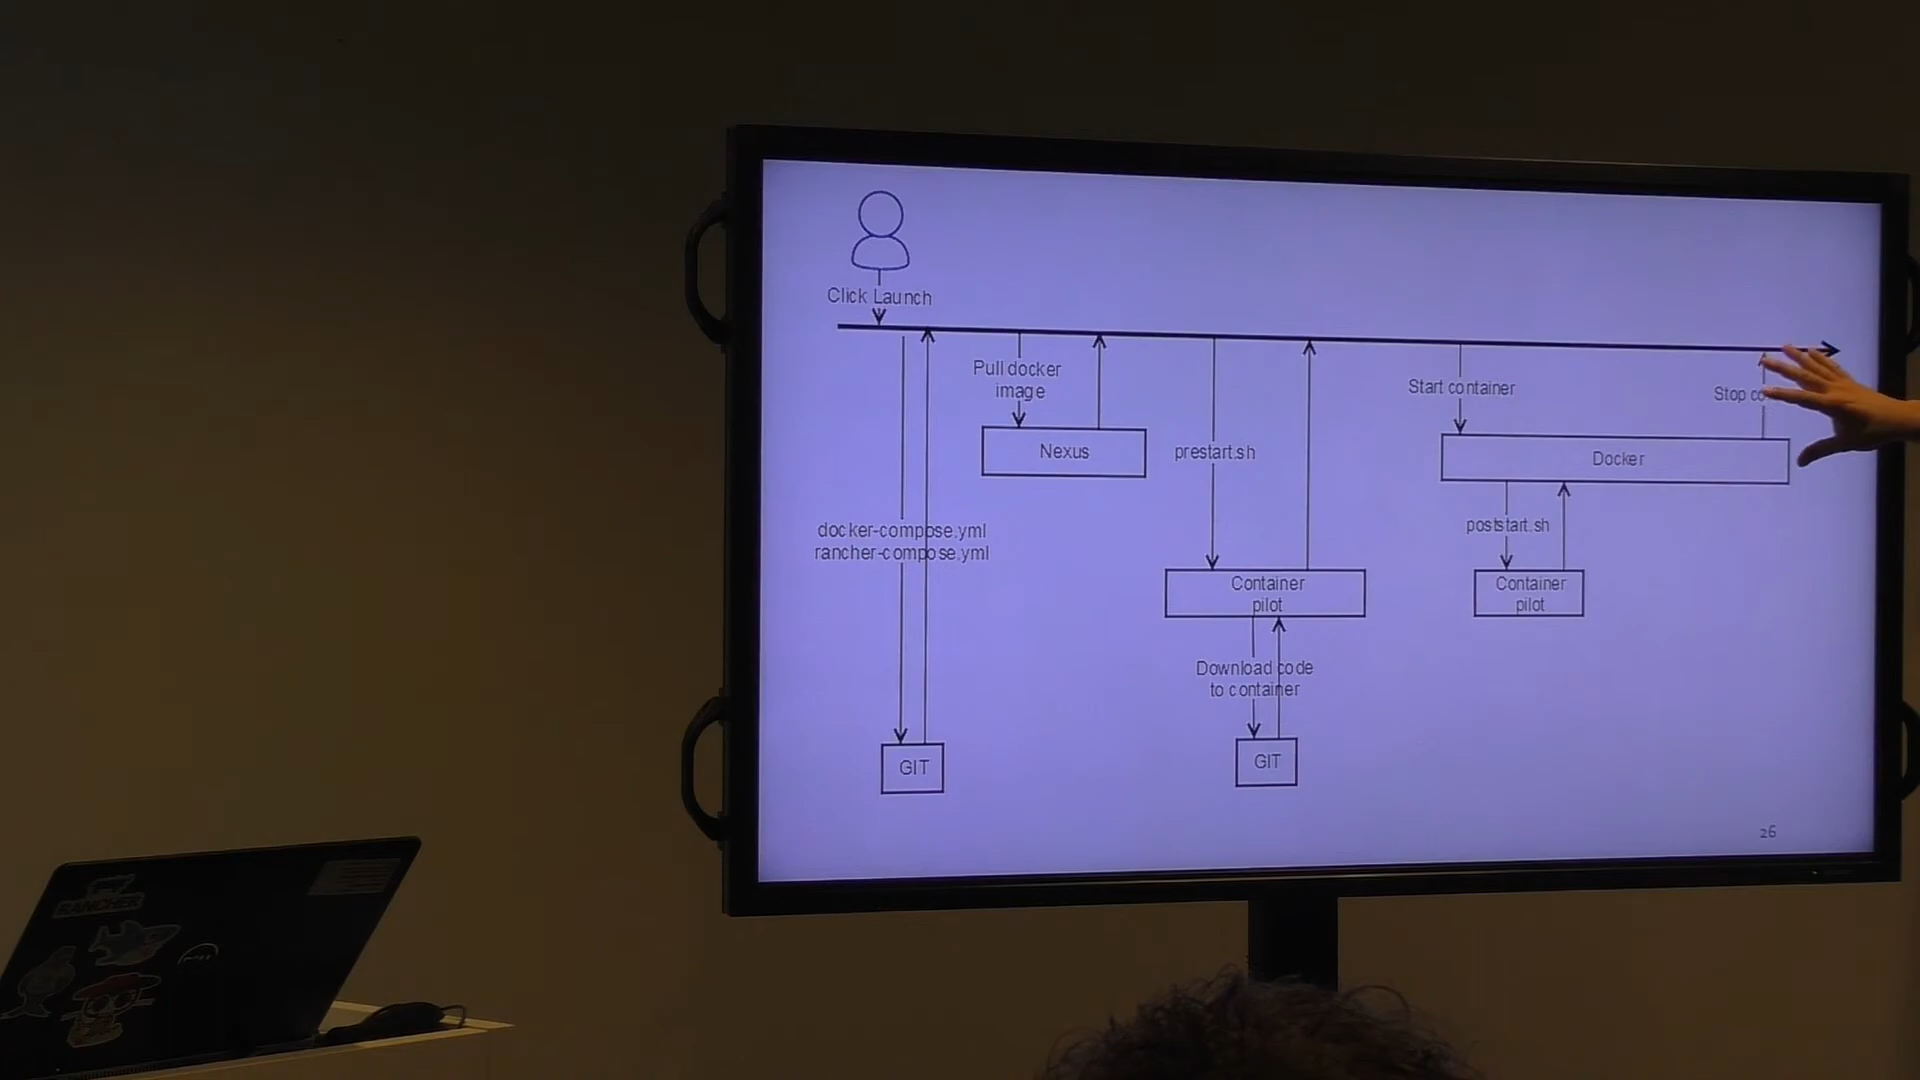 Click Launch
Pull docker
image
Nexus
prestart.sh
Start container
Stop
Docker
docker-compose.yml
rancher-compose.yml
poststart.sh
Container
pilot
Container
pilot
Download code
to container
GIT
GIT
26
RANCHER